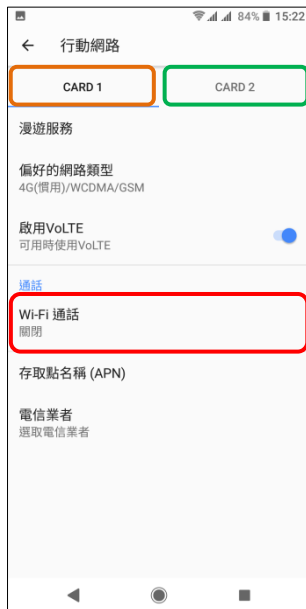 84% 15:22
行動網路
CARD 1
CARD 2
漫遊服務
偏好的網路類型
4G(慣用)/WCDMA/GSM
啟用VoLTE
可用時使用VoLTE
通話
Wi-Fi 通話
關閉
存取點名稱 (APN)
電信業者
選取電信業者